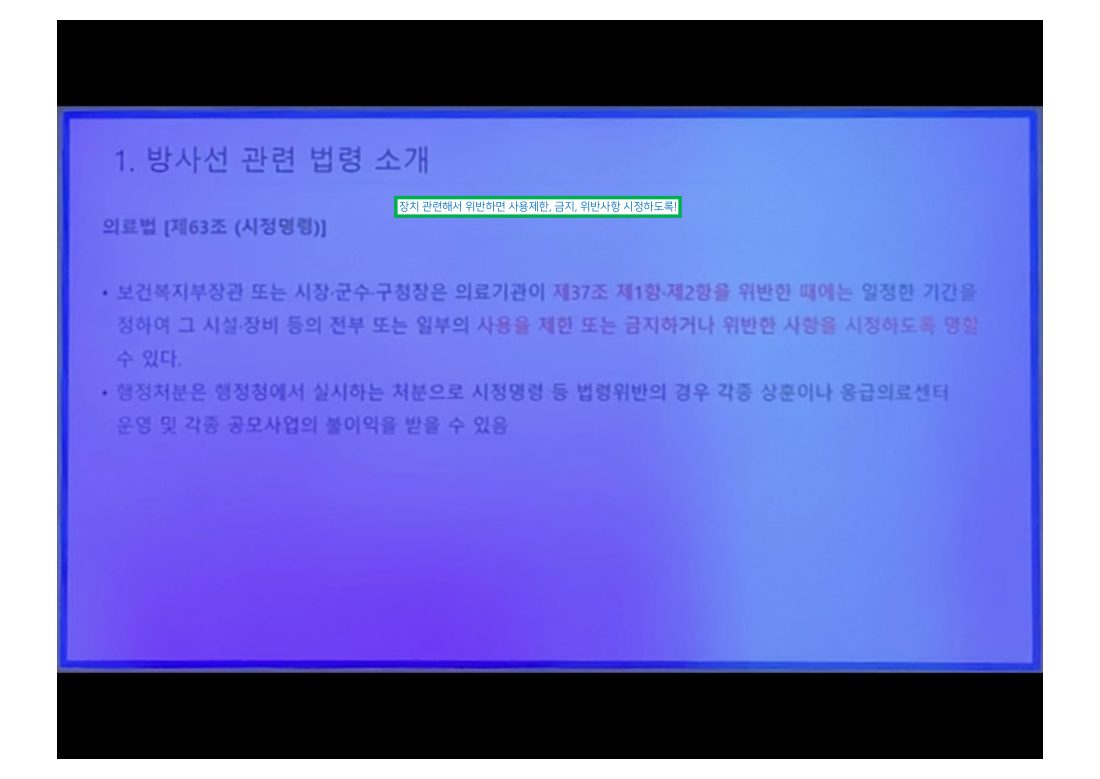 1. 방사선 관련 법령 소개
장치 관련해서 위반하면 사용제한, 금지, 위반사항 시정하도록!
의료법 [제63조 (시정명령)]
• 보건복지부장관 또는 시장·군수·구청장은 의료기관이 제37조 제1항·제2항을 위반한 때에는 일정한 기간을
정하여 그 시설·장비 등의 전부 또는 일부의 사용을 제한 또는 금지하거나 위반한 사항을 시정하도록 명할
수 있다.
• 행정처분은 행정청에서 실시하는 처분으로 시정명령 등 법령위반의 경우 각종 상훈이나 응급의료센터
운영 및 각종 공모사업의 불이익을 받을 수 있음